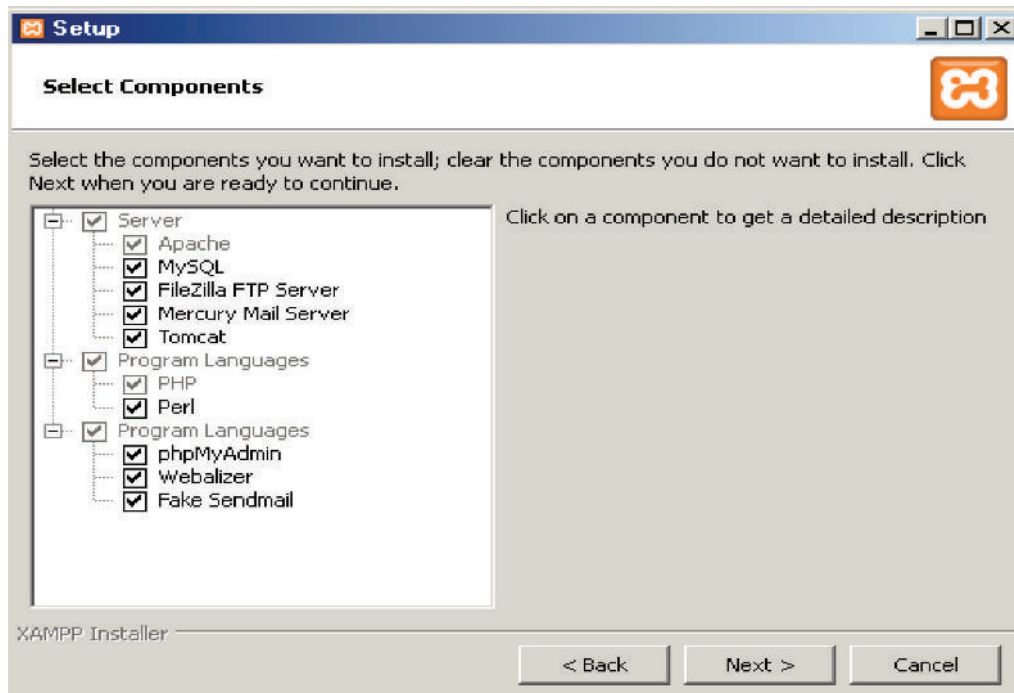 Setup
Select Components
Select the components you want to install; clear the components you do not want to install. Click
Next when you are ready to continue.
Server
Apache
MySQL
FileZilla FTP Server
Mercury Mail Server
Tomcat
Program Languages
PHP
Perl
Program Languages
phpMyAdmin
Webalizer
Fake Sendmail
Click on a component to get a detailed description
XAMPP Installer
< Back
Next >
Cancel